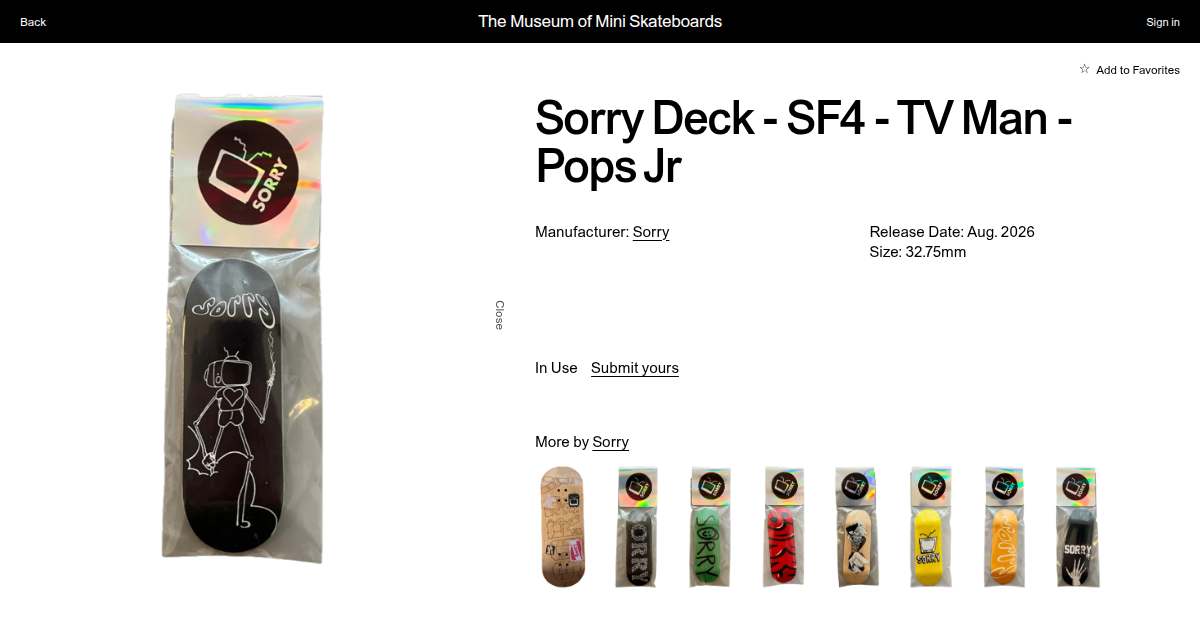 Back
The Museum of Mini Skateboards
Sign in
☆ Add to Favorites
SORRY
sorry
Close
Sorry Deck - SF4 - TV Man -
Pops Jr
Manufacturer: Sorry
Release Date: Aug. 2026
Size: 32.75mm
In Use Submit yours
More by Sorry
SORRY
SORRY
SORRY
SORRY